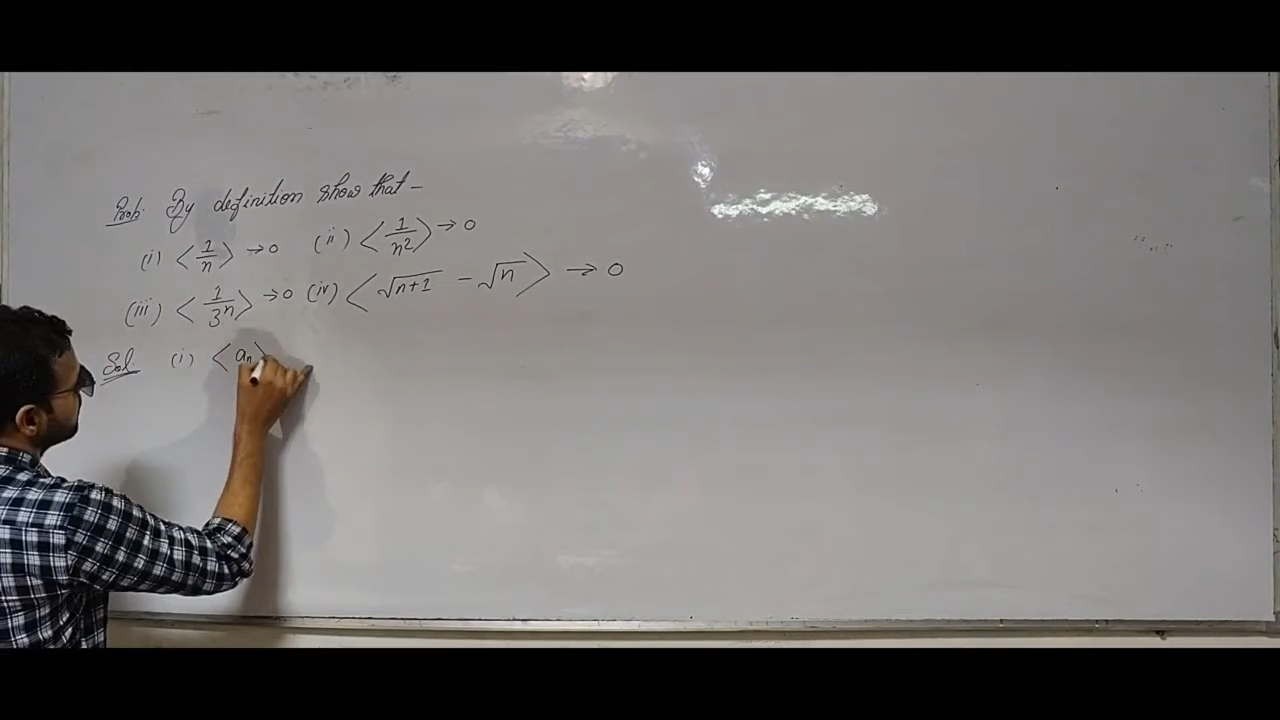 Prob. By definition show that –
(i) < 1/n > → 0 (ii) < 1/n² > → 0
(iii) < 1/3ⁿ > → 0 (iv) < √n+1 – √n > → 0
Sol. (i) < aₙ >